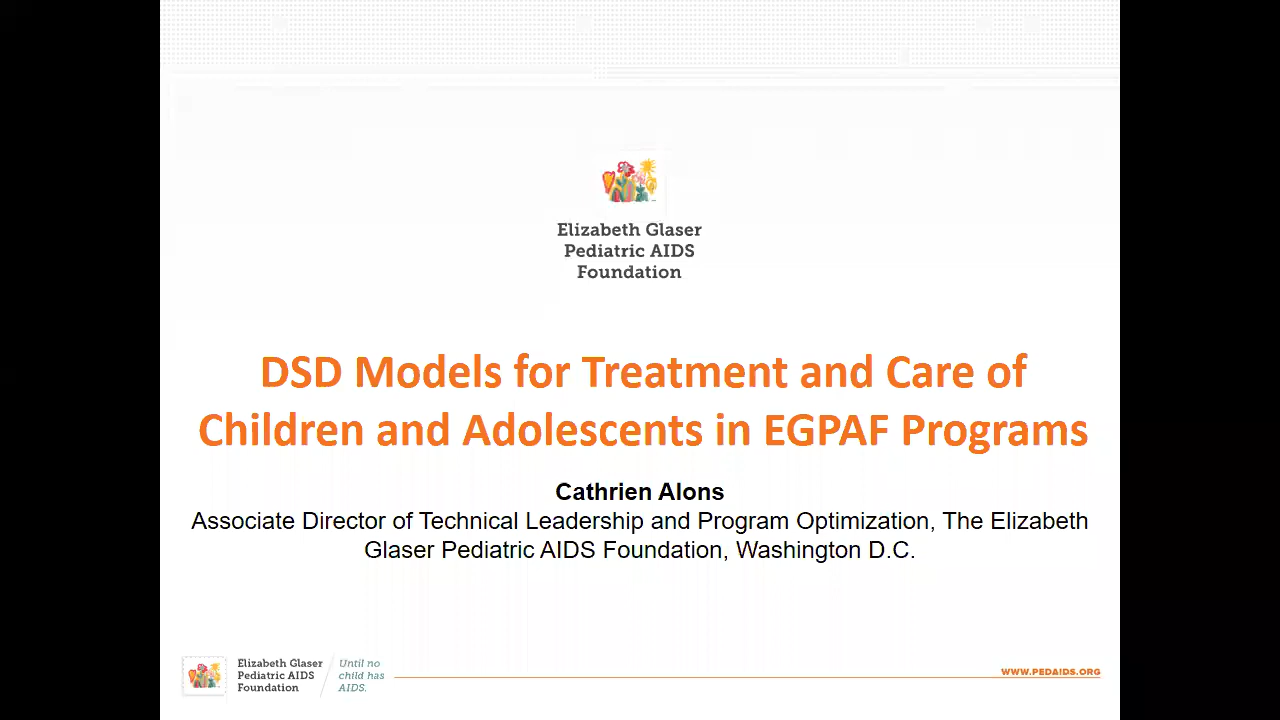 Elizabeth Glaser
Pediatric AIDS
Foundation
DSD Models for Treatment and Care of
Children and Adolescents in EGPAF Programs
Cathrien Alons
Associate Director of Technical Leadership and Program Optimization, The Elizabeth
Glaser Pediatric AIDS Foundation, Washington D.C.
Elizabeth Glaser
Pediatric AIDS
Foundation
Until no
child has
AIDS.
WWW.PEDAIDS.ORG